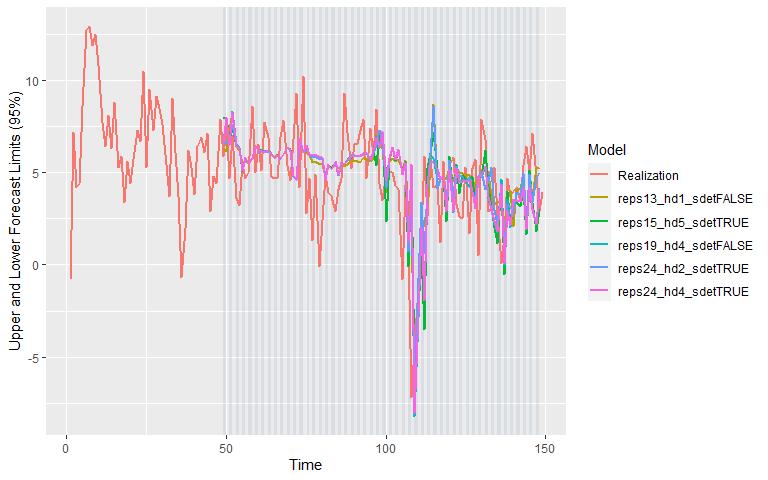 Upper and Lower Forecast Limits (95%)
10
5
0
-5
0
50
100
150
Time
Model
Realization
reps13_hd1_sdetFALSE
reps15_hd5_sdetTRUE
reps19_hd4_sdetFALSE
reps24_hd2_sdetTRUE
reps24_hd4_sdetTRUE